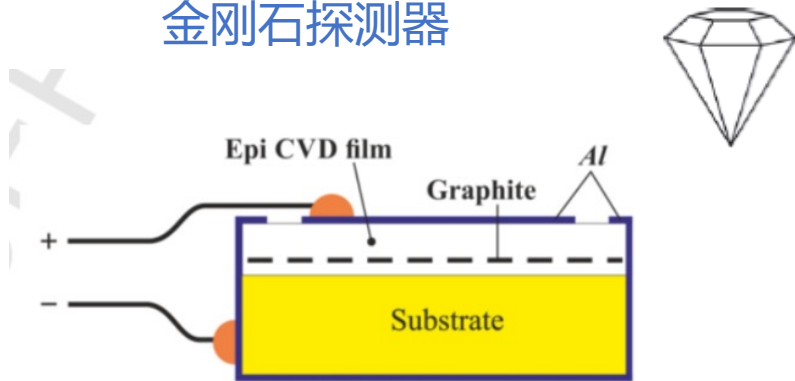 金刚石探测器
Epi CVD film
Al
Graphite
+
−
Substrate